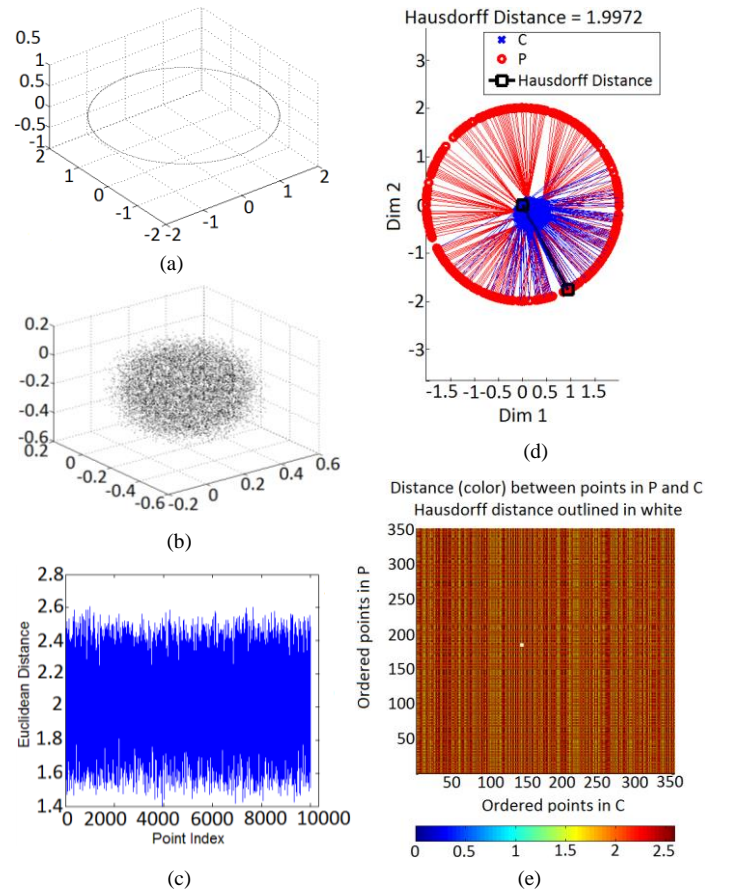 0.5
1
0.5
0
-0.5
-1
2
1
0
-1
-2
-2
-1
0
1
2
(a)
0.2
0
-0.2
-0.4
-0.6
0.2
0
-0.2
-0.4
-0.6
-0.2
0
0.2
0.4
0.6
(b)
2.8
2.6
2.4
2.2
2
1.8
1.6
1.4
Euclidean Distance
0 2000 4000 6000 8000 10000
Point Index
(c)
Hausdorff Distance = 1.9972
C
P
Hausdorff Distance
3
2
1
0
-1
-2
-3
Dim 2
-1.5 -1 -0.5 0 0.5 1 1.5
Dim 1
(d)
Distance (color) between points in P and C
Hausdorff distance outlined in white
350
300
250
200
150
100
50
Ordered points in P
50 100 150 200 250 300 350
Ordered points in C
0 0.5 1 1.5 2 2.5
(e)